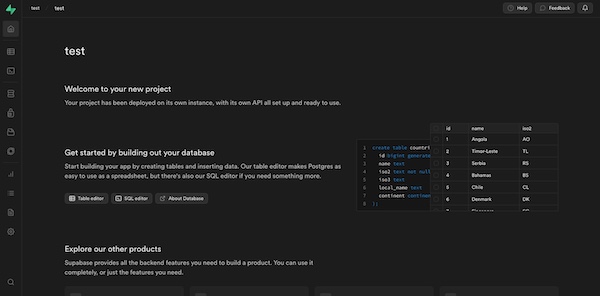 test / test
Help
Feedback
test
Welcome to your new project
Your project has been deployed on its own instance, with its own API all set up and ready to use.
Get started by building out your database
Start building your app by creating tables and inserting data. Our table editor makes Postgres as
easy to use as a spreadsheet, but there's also our SQL editor if you need something more.
Table editor
SQL editor
About Database
1 create table countri
2 id bigint generate
3 name text
4 iso2 text not null
5 iso3 text
6 local_name text
7 continent continen
8 );
id name iso2
1 Angola AO
2 Timor-Leste TL
3 Serbia RS
4 Bahamas BS
5 Chile CL
6 Denmark DK
7
Explore our other products
Supabase provides all the backend features you need to build a product. You can use it
completely, or just the features you need.